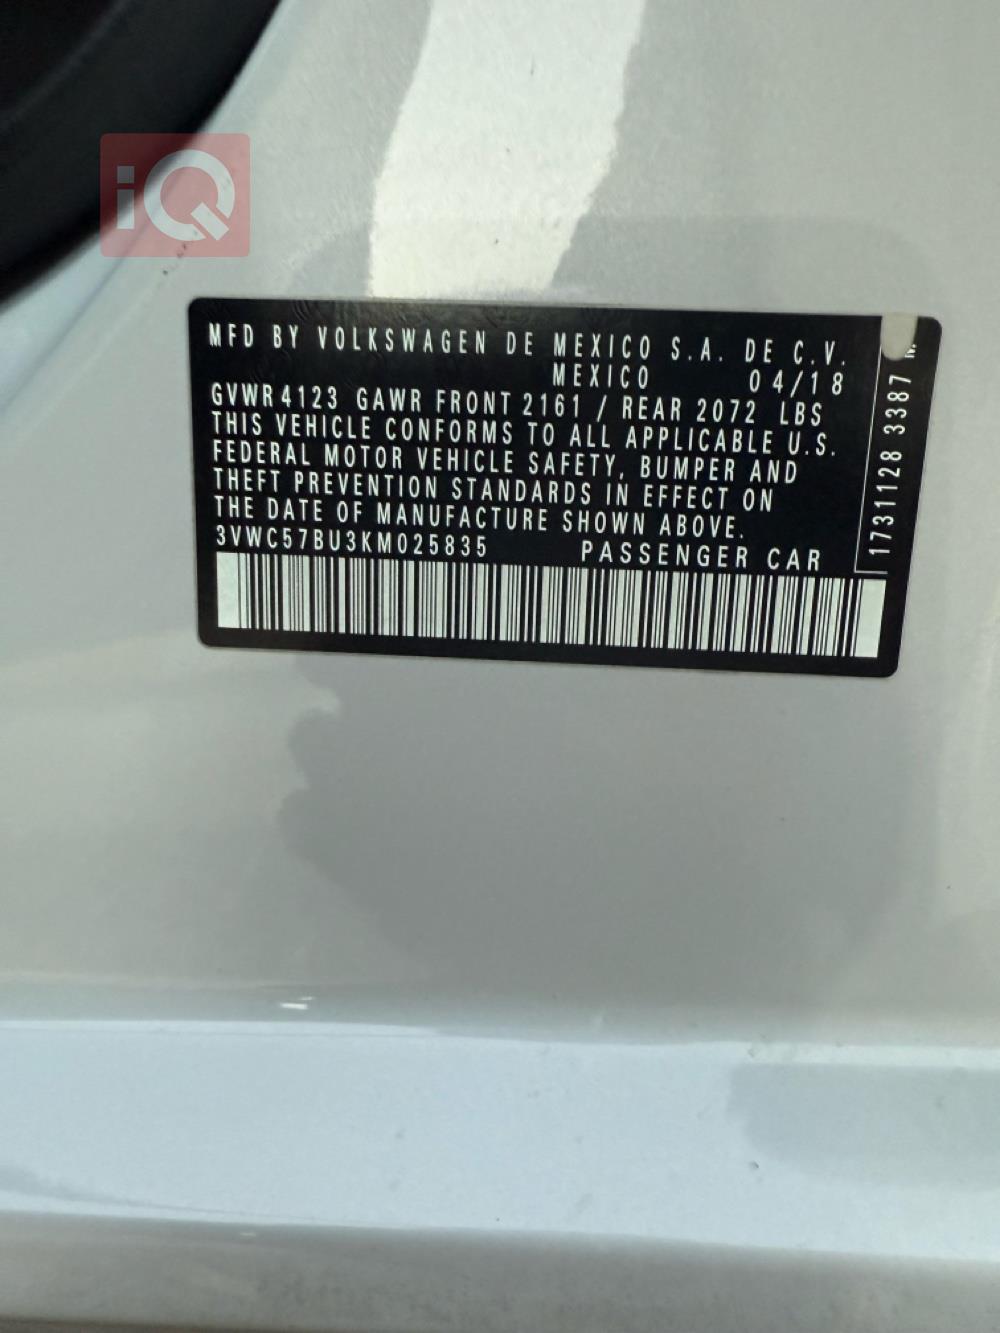 iQ
MFD BY VOLKSWAGEN DE MEXICO S.A. DE C.V.
MEXICO 04/18
GVWR 4123 GAWR FRONT 2161 / REAR 2072 LBS
THIS VEHICLE CONFORMS TO ALL APPLICABLE U.S.
FEDERAL MOTOR VEHICLE SAFETY, BUMPER AND
THEFT PREVENTION STANDARDS IN EFFECT ON
THE DATE OF MANUFACTURE SHOWN ABOVE.
3VWC57BU3KM025835 PASSENGER CAR
1731128 3387